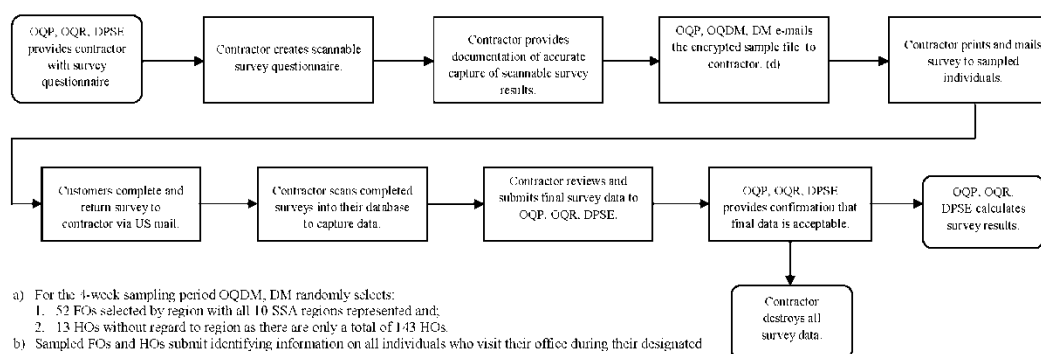 OQP, OQR, DPSE
provides contractor
with survey
questionnaire
Contractor creates scannable
survey questionnaire.
Contractor provides
documentation of accurate
capture of scannable survey
results.
OQP, OQDM, DM e-mails
the encrypted sample file to
contractor. (d)
Contractor prints and mails
survey to sampled
individuals.
Customers complete and
return survey to
contractor via US mail.
Contractor scans completed
surveys into their database
to capture data.
Contractor reviews and
submits final survey data to
OQP, OQR, DPSE.
OQP, OQR, DPSE
provides confirmation that
final data is acceptable.
OQP, OQR,
DPSE calculates
survey results.
Contractor
destroys all
survey data.
a) For the 4-week sampling period OQDM, DM randomly selects:
1. 52 FOs selected by region with all 10 SSA regions represented and;
2. 13 HOs without regard to region as there are only a total of 143 HOs.
b) Sampled FOs and HOs submit identifying information on all individuals who visit their office during their designated